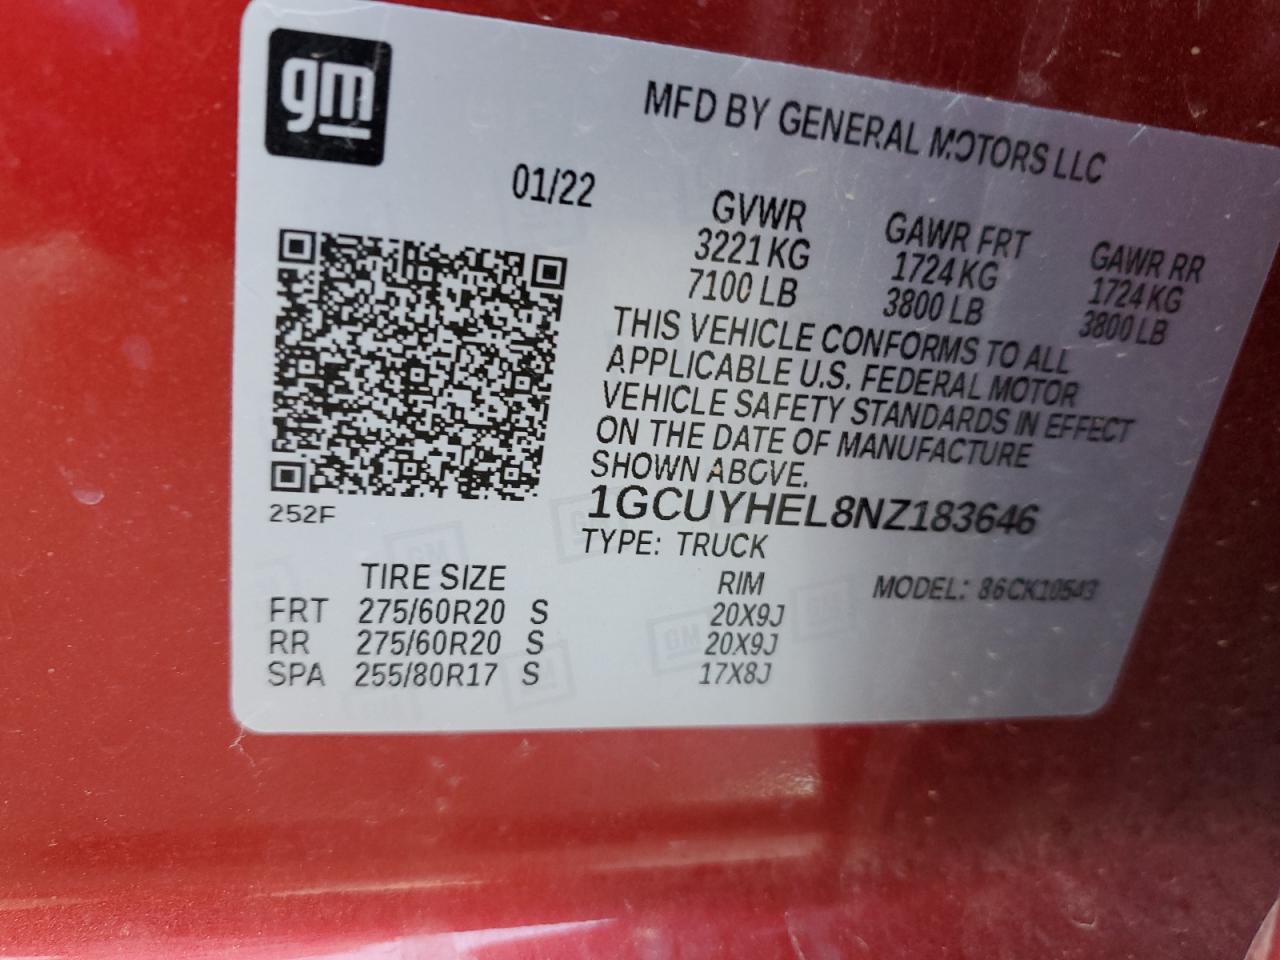 gm
MFD BY GENERAL MOTORS LLC
01/22
GVWR GAWR FRT GAWR RR
3221 KG 1724 KG 1724 KG
7100 LB 3800 LB 3800 LB
THIS VEHICLE CONFORMS TO ALL
APPLICABLE U.S. FEDERAL MOTOR
VEHICLE SAFETY STANDARDS IN EFFECT
ON THE DATE OF MANUFACTURE
SHOWN ABOVE.
252F
1GCUYHEL8NZ183646
TYPE: TRUCK
TIRE SIZE RIM MODEL: 86CK10543
FRT 275/60R20 S 20X9J
RR 275/60R20 S 20X9J
SPA 255/80R17 S 17X8J